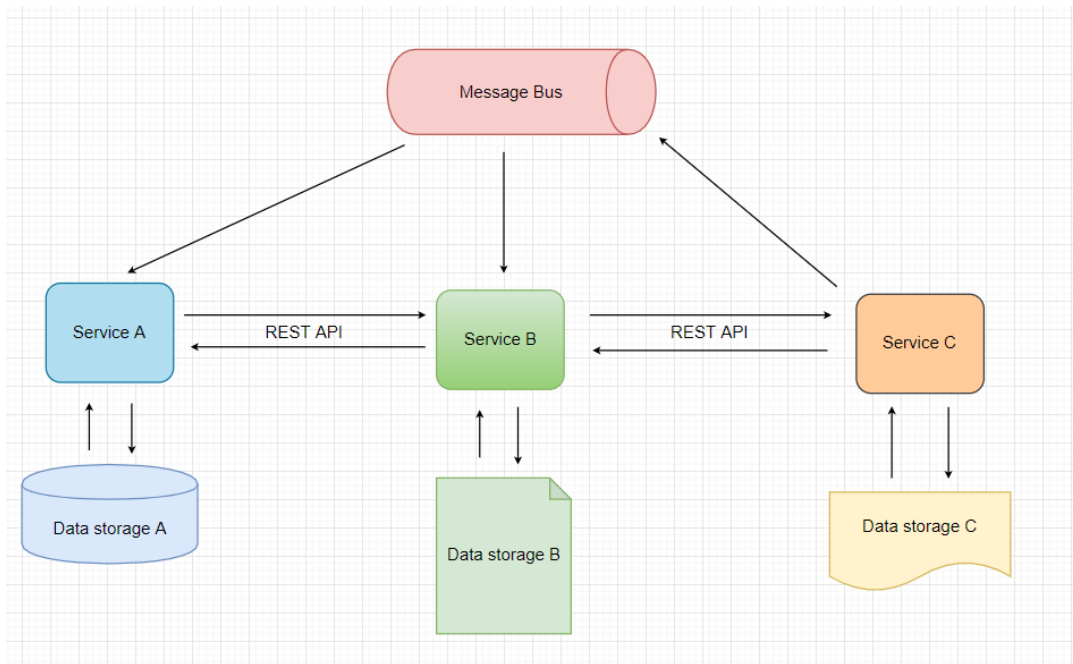 Message Bus
Service A
REST API
Service B
REST API
Service C
Data storage A
Data storage B
Data storage C